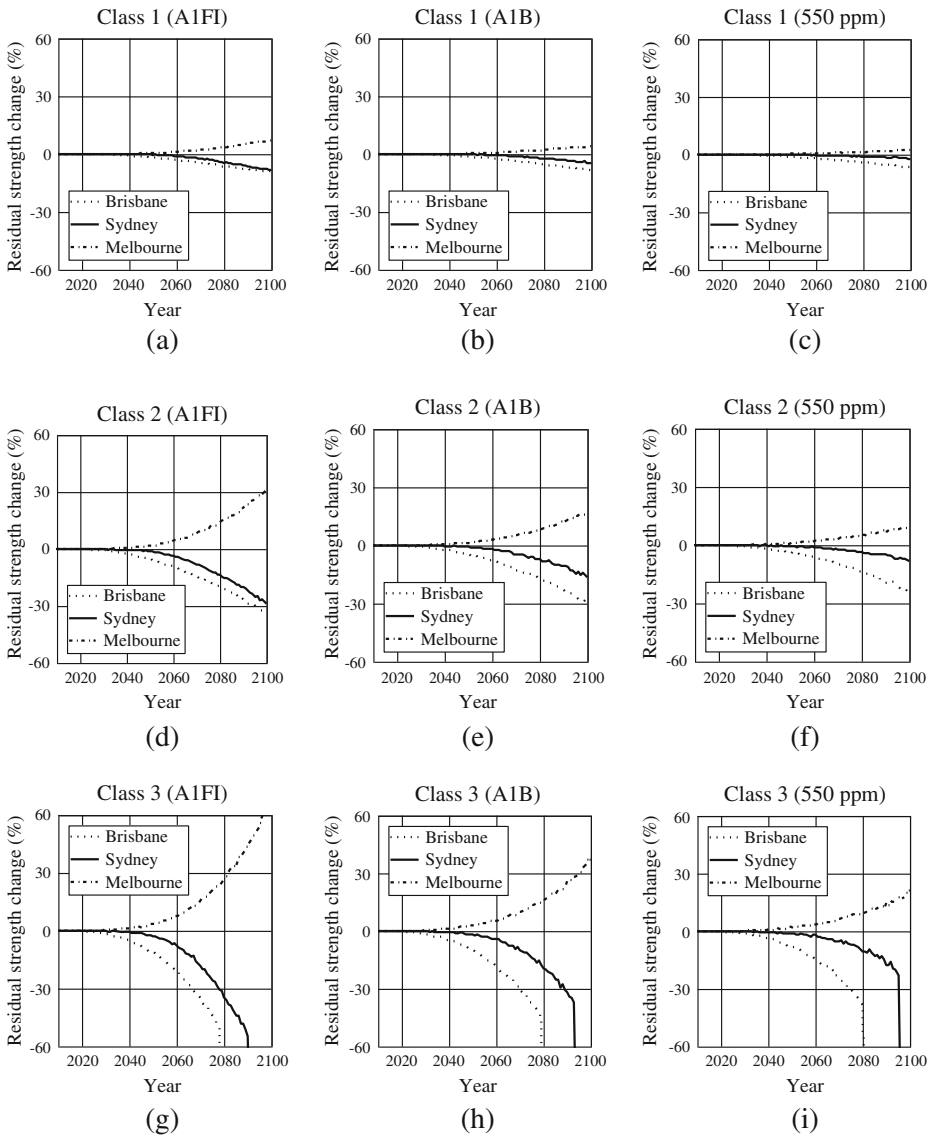 Class 1 (A1FI)
Residual strength change (%)
60
30
0
-30
-60
Brisbane
Sydney
Melbourne
2020 2040 2060 2080 2100
Year
(a)
Class 1 (A1B)
Residual strength change (%)
60
30
0
-30
-60
Brisbane
Sydney
Melbourne
2020 2040 2060 2080 2100
Year
(b)
Class 1 (550 ppm)
Residual strength change (%)
60
30
0
-30
-60
Brisbane
Sydney
Melbourne
2020 2040 2060 2080 2100
Year
(c)
Class 2 (A1FI)
Residual strength change (%)
60
30
0
-30
-60
Brisbane
Sydney
Melbourne
2020 2040 2060 2080 2100
Year
(d)
Class 2 (A1B)
Residual strength change (%)
60
30
0
-30
-60
Brisbane
Sydney
Melbourne
2020 2040 2060 2080 2100
Year
(e)
Class 2 (550 ppm)
Residual strength change (%)
60
30
0
-30
-60
Brisbane
Sydney
Melbourne
2020 2040 2060 2080 2100
Year
(f)
Class 3 (A1FI)
Residual strength change (%)
60
30
0
-30
-60
Brisbane
Sydney
Melbourne
2020 2040 2060 2080 2100
Year
(g)
Class 3 (A1B)
Residual strength change (%)
60
30
0
-30
-60
Brisbane
Sydney
Melbourne
2020 2040 2060 2080 2100
Year
(h)
Class 3 (550 ppm)
Residual strength change (%)
60
30
0
-30
-60
Brisbane
Sydney
Melbourne
2020 2040 2060 2080 2100
Year
(i)